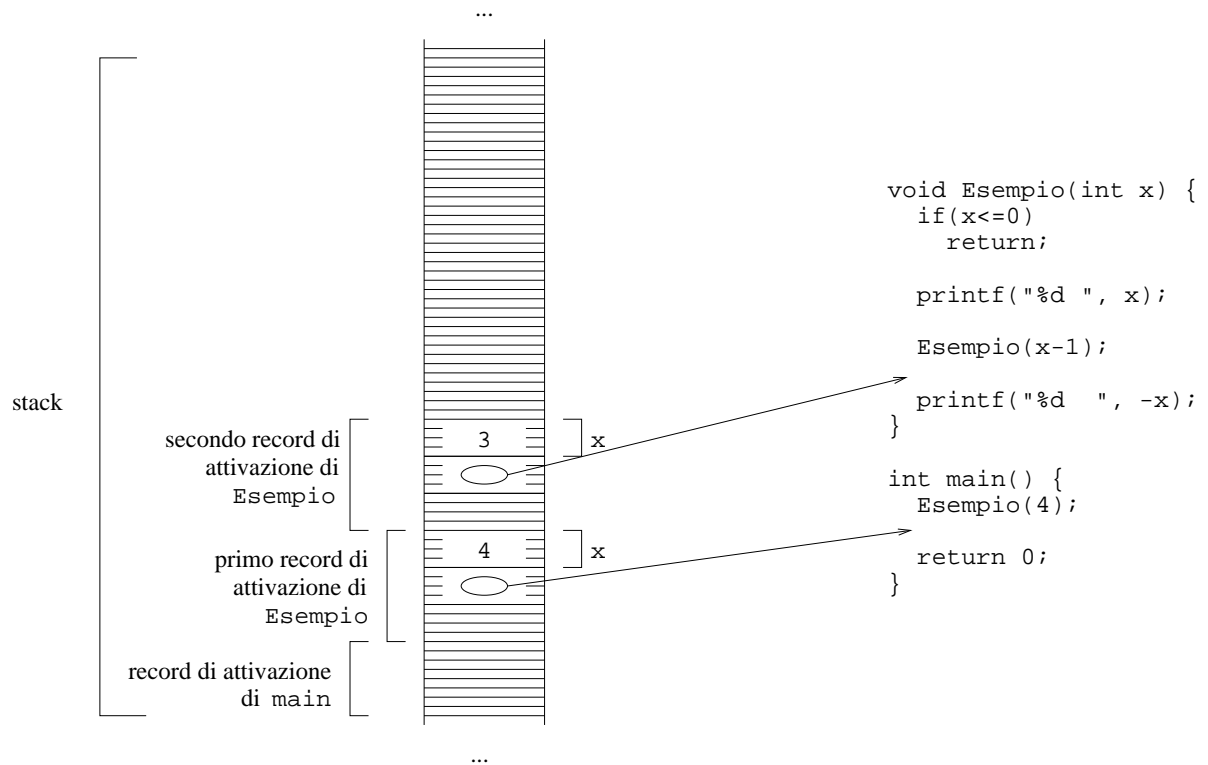 ...
stack
secondo record di
attivazione di
Esempio
3
x
primo record di
attivazione di
Esempio
4
x
record di attivazione
di main
...
void Esempio(int x) {
if(x<=0)
return;
printf("%d ", x);
Esempio(x-1);
printf("%d  ", -x);
}
int main() {
Esempio(4);
return 0;
}